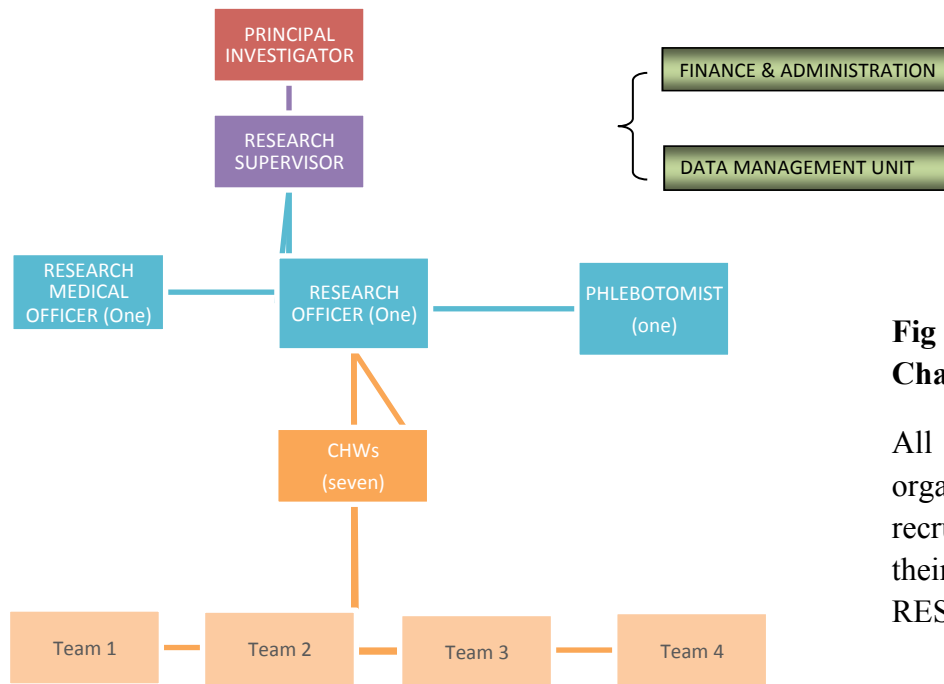 PRINCIPAL
INVESTIGATOR
FINANCE & ADMINISTRATION
RESEARCH
SUPERVISOR
DATA MANAGEMENT UNIT
RESEARCH
MEDICAL
OFFICER (One)
RESEARCH
OFFICER (One)
PHLEBOTOMIST
(one)
Fig
Cha
All
orga
recru
their
RES
CHWs
(seven)
Team 1
Team 2
Team 3
Team 4